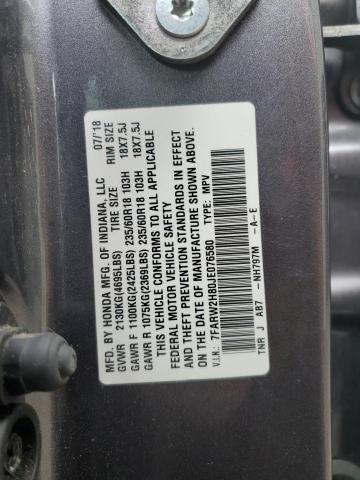 MFD. BY HONDA MFG. OF INDIANA, LLC 07/'18
GVWR 2130KG(4695LBS) TIRE SIZE RIM SIZE
GAWR F 1100KG(2425LBS) 235/60R18 103H 18X7.5J
GAWR R 1075KG(2369LBS) 235/60R18 103H 18X7.5J
THIS VEHICLE CONFORMS TO ALL APPLICABLE
FEDERAL MOTOR VEHICLE SAFETY
AND THEFT PREVENTION STANDARDS IN EFFECT
ON THE DATE OF MANUFACTURE SHOWN ABOVE.
V.I.N.: 7FARW2H80JE076580 TYPE: MPV
TNR J AB7 NH797M -A-E